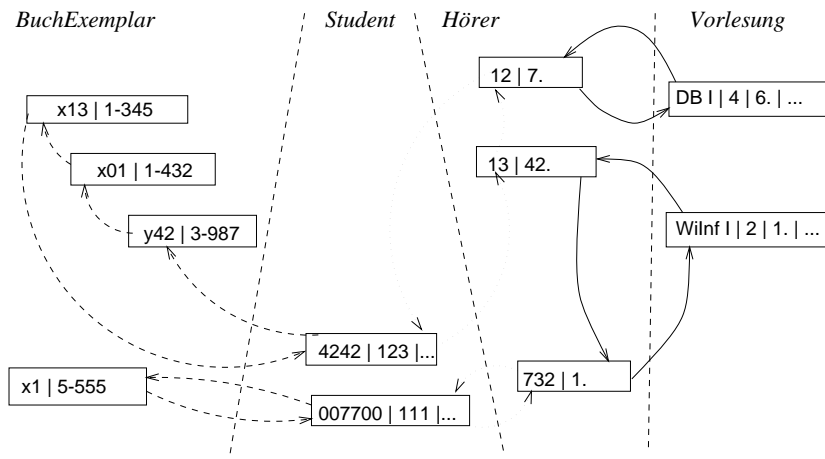 BuchExemplar
Student
Hörer
Vorlesung
12 | 7.
DB I | 4 | 6. | ...
x13 | 1-345
x01 | 1-432
13 | 42.
y42 | 3-987
WiInf I | 2 | 1. | ...
4242 | 123 |...
x1 | 5-555
732 | 1.
007700 | 111 |...